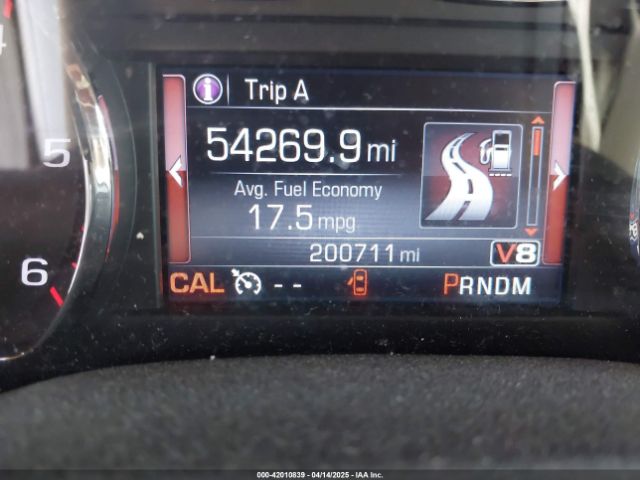 4
5
6
i Trip A
54269.9 mi
Avg. Fuel Economy
17.5 mpg
200711 mi V8
CAL -- PRNDM
000-42010839 - 04/14/2025 - IAA Inc.